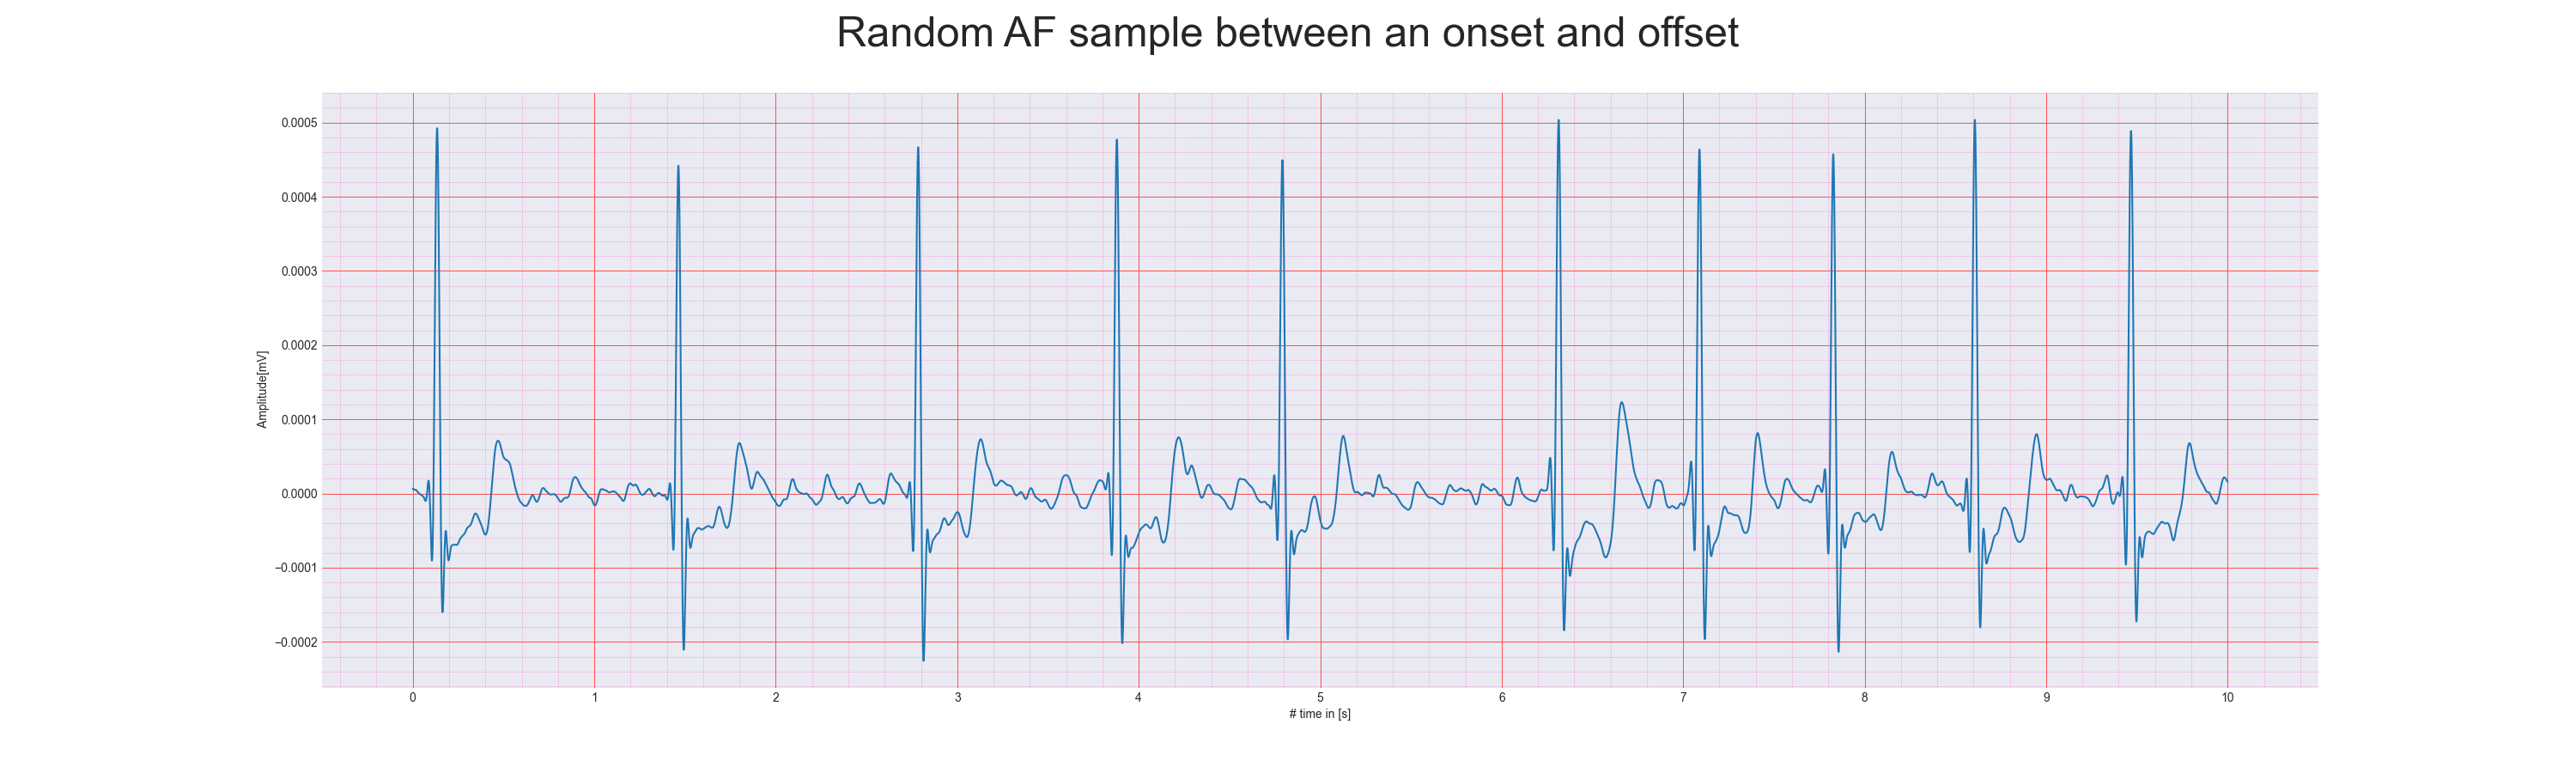 Random AF sample between an onset and offset
0.0005
0.0004
0.0003
0.0002
0.0001
0.0000
−0.0001
−0.0002
Amplitude[mV]
0 1 2 3 4 5 6 7 8 9 10
# time in [s]